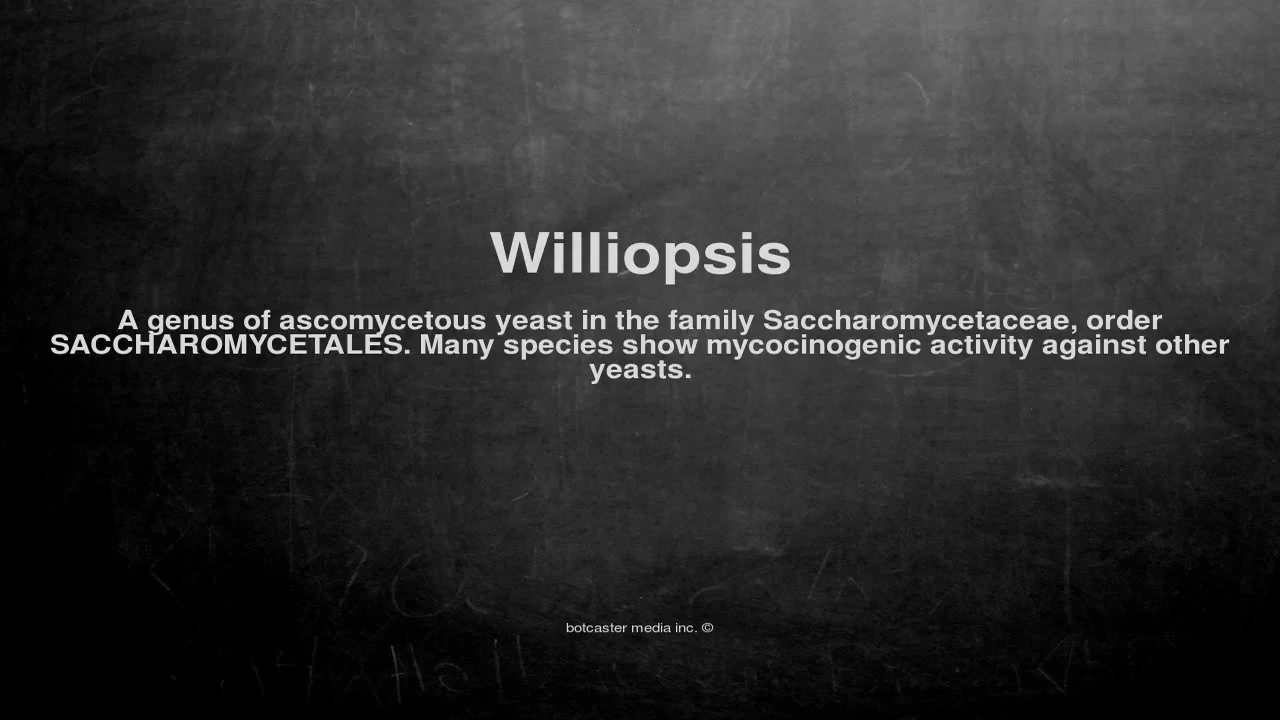 Williopsis
A genus of ascomycetous yeast in the family Saccharomycetaceae, order
SACCHAROMYCETALES. Many species show mycocinogenic activity against other
yeasts.
botcaster media inc. ©